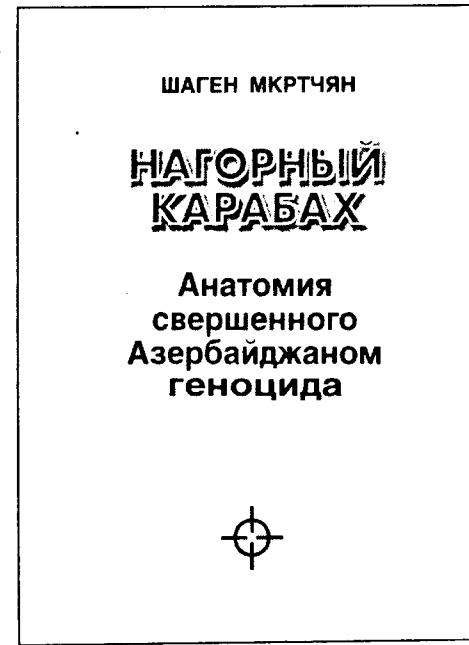 ШАГЕН МКРТЧЯН
НАГОРНЫЙ
КАРАБАХ
Анатомия
свершенного
Азербайджаном
геноцида